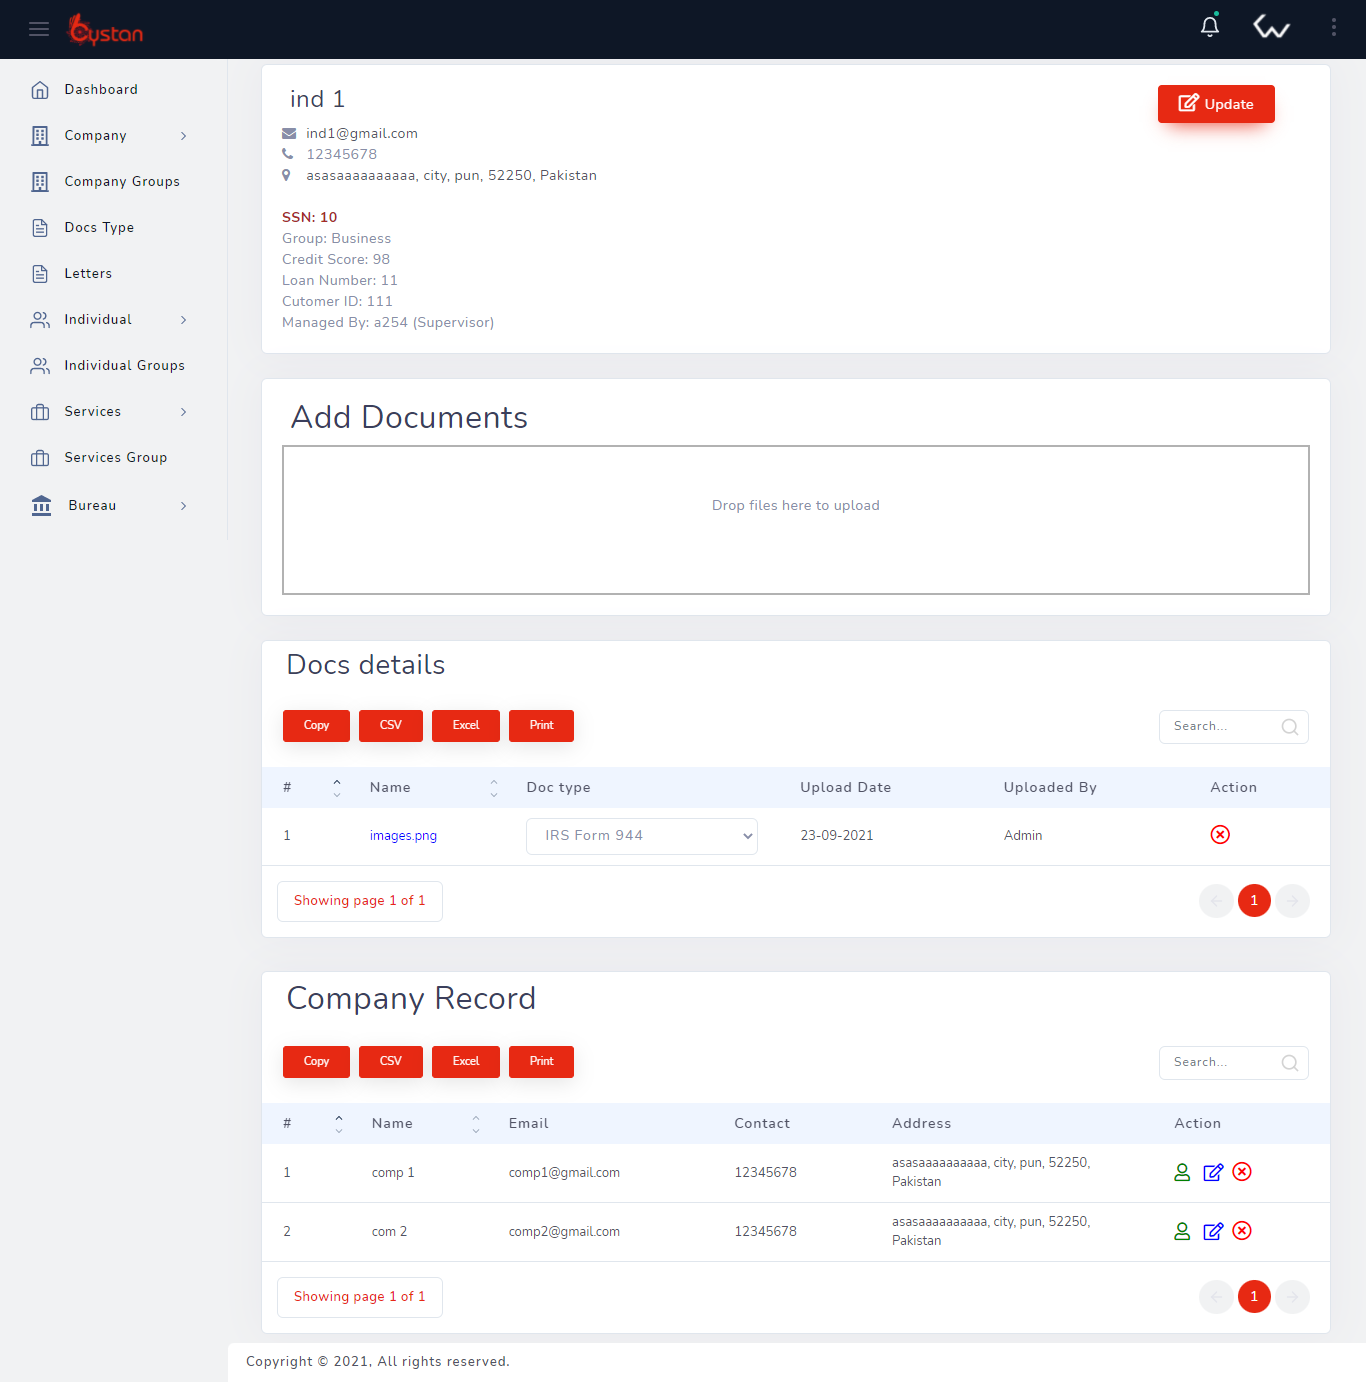 bystan
Dashboard
Company
Company Groups
Docs Type
Letters
Individual
Individual Groups
Services
Services Group
Bureau
ind 1
Update
ind1@gmail.com
12345678
asasaaaaaaaaaa, city, pun, 52250, Pakistan
SSN: 10
Group: Business
Credit Score: 98
Loan Number: 11
Cutomer ID: 111
Managed By: a254 (Supervisor)
Add Documents
Drop files here to upload
Docs details
Copy CSV Excel Print Search...
# Name Doc type Upload Date Uploaded By Action
1 images.png IRS Form 944 23-09-2021 Admin
Showing page 1 of 1 1
Company Record
Copy CSV Excel Print Search...
# Name Email Contact Address Action
1 comp 1 comp1@gmail.com 12345678 asasaaaaaaaaaa, city, pun, 52250,
Pakistan
2 com 2 comp2@gmail.com 12345678 asasaaaaaaaaaa, city, pun, 52250,
Pakistan
Showing page 1 of 1 1
Copyright © 2021, All rights reserved.